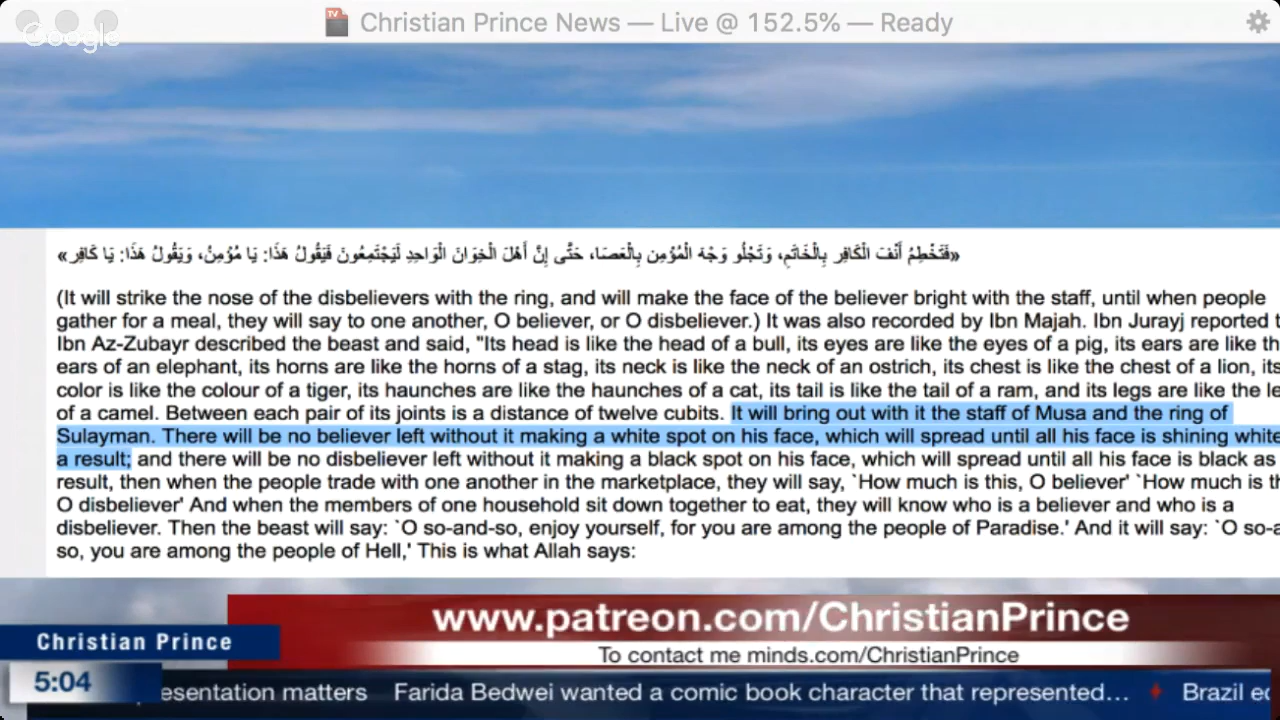 Christian Prince News — Live @ 152.5% — Ready
Google
«فَتَخْطِمُ أَنْفَ الْكَافِرِ بِالْخَاتَمِ، وَتَجْلُو وَجْهَ الْمُؤْمِنِ بِالْعَصَا، حَتَّى إِنَّ أَهْلَ الْخِوَانِ الْوَاحِدِ لَيَجْتَمِعُونَ فَيَقُولُ هَذَا: يَا مُؤْمِنُ، وَيَقُولُ هَذَا: يَا كَافِرِ»
(It will strike the nose of the disbelievers with the ring, and will make the face of the believer bright with the staff, until when people
gather for a meal, they will say to one another, O believer, or O disbeliever.) It was also recorded by Ibn Majah. Ibn Jurayj reported t
Ibn Az-Zubayr described the beast and said, "Its head is like the head of a bull, its eyes are like the eyes of a pig, its ears are like th
ears of an elephant, its horns are like the horns of a stag, its neck is like the neck of an ostrich, its chest is like the chest of a lion, its
color is like the colour of a tiger, its haunches are like the haunches of a cat, its tail is like the tail of a ram, and its legs are like the le
of a camel. Between each pair of its joints is a distance of twelve cubits. It will bring out with it the staff of Musa and the ring of
Sulayman. There will be no believer left without it making a white spot on his face, which will spread until all his face is shining white
a result; and there will be no disbeliever left without it making a black spot on his face, which will spread until all his face is black as
result, then when the people trade with one another in the marketplace, they will say, `How much is this, O believer' `How much is th
O disbeliever' And when the members of one household sit down together to eat, they will know who is a believer and who is a
disbeliever. Then the beast will say: `O so-and-so, enjoy yourself, for you are among the people of Paradise.' And it will say: `O so-a
so, you are among the people of Hell,' This is what Allah says:
www.patreon.com/ChristianPrince
Christian Prince
To contact me minds.com/ChristianPrince
5:04
esentation matters Farida Bedwei wanted a comic book character that represented... Brazil ec